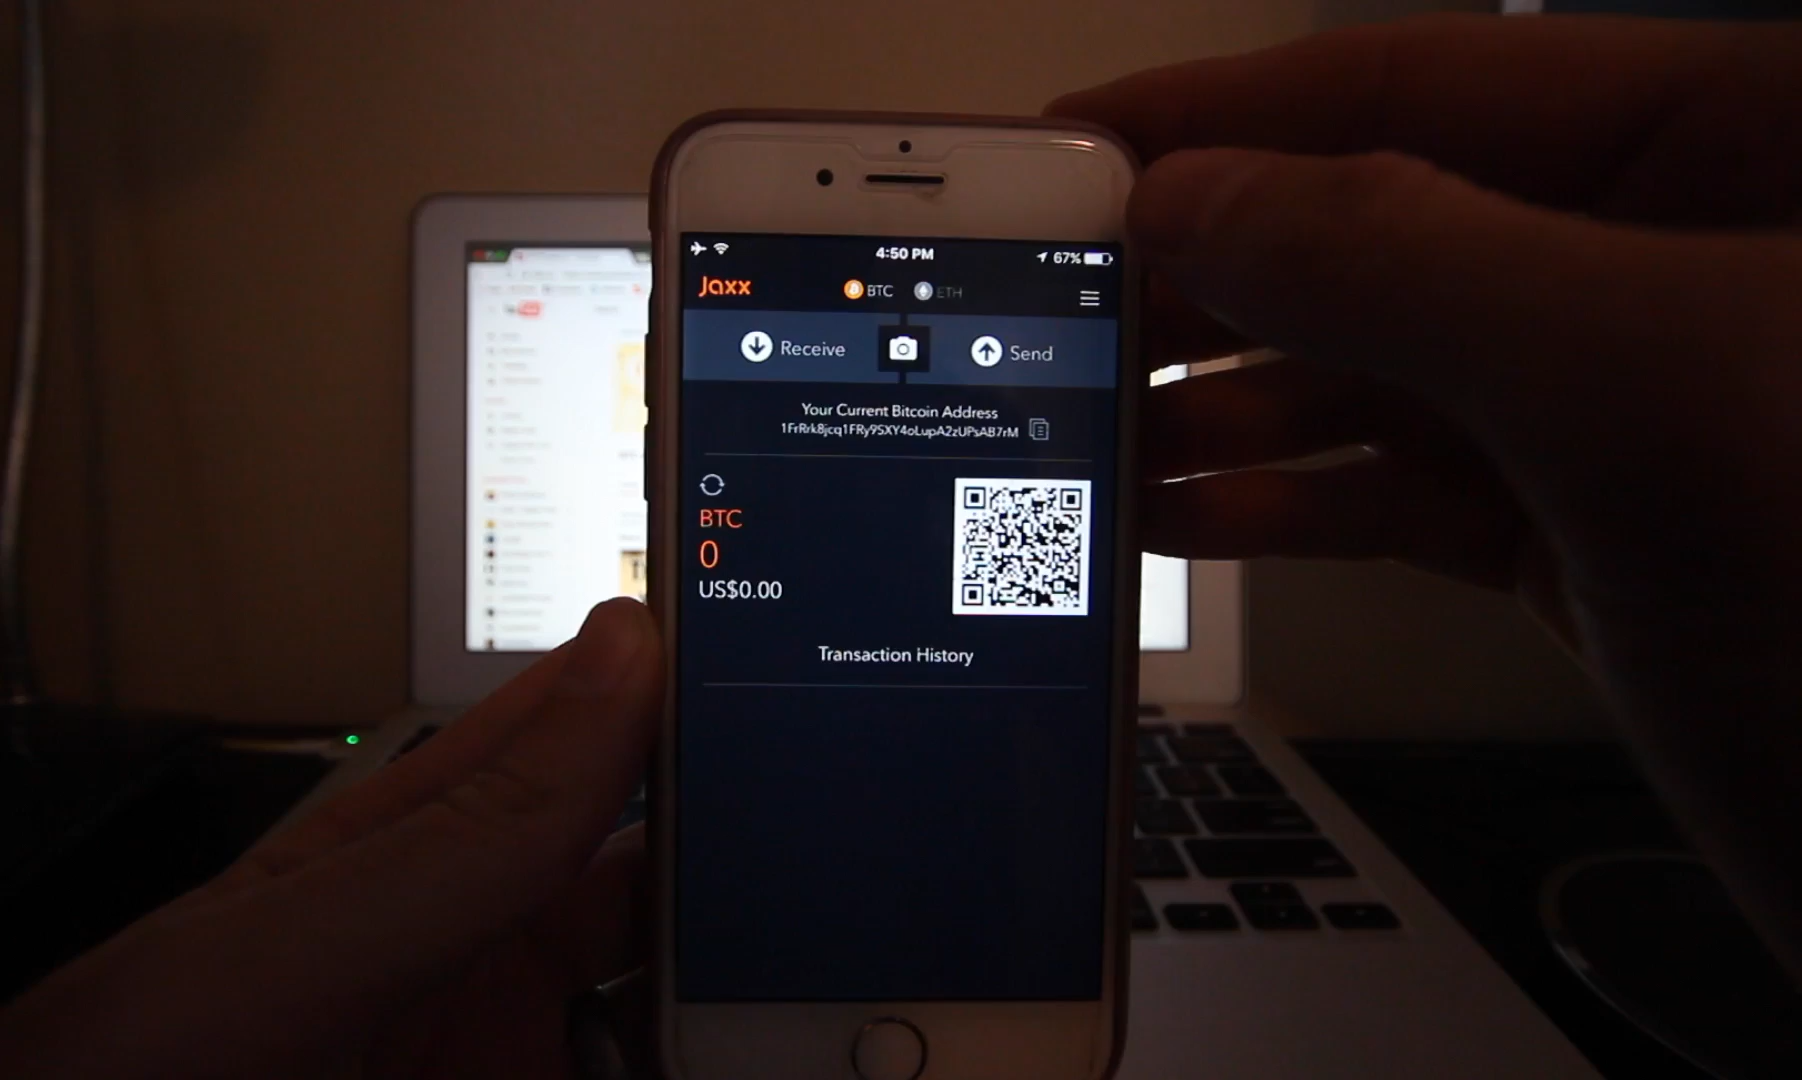 4:50 PM
67%
Jaxx
BTC
ETH
Receive
Send
Your Current Bitcoin Address
1FrRrk8jcq1FRy9SXY4oLupA2zUPsAB7rM
BTC
0
US$0.00
Transaction History